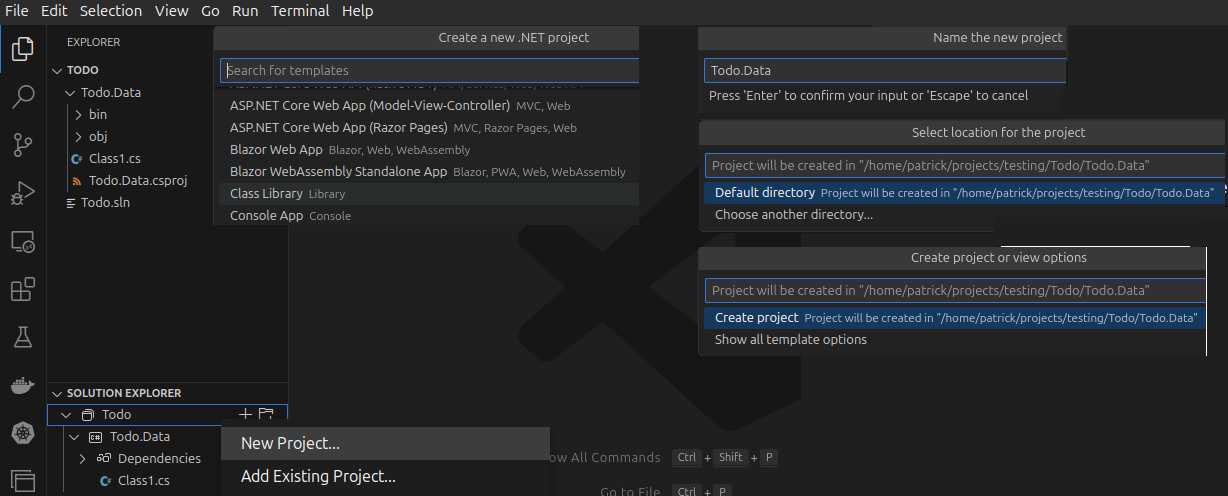 File Edit Selection View Go Run Terminal Help
EXPLORER
TODO
Todo.Data
bin
obj
Class1.cs
Todo.Data.csproj
Todo.sln
Create a new .NET project
Search for templates
ASP.NET Core Web App (Model-View-Controller) MVC, Web
ASP.NET Core Web App (Razor Pages) MVC, Razor Pages, Web
Blazor Web App Blazor, Web, WebAssembly
Blazor WebAssembly Standalone App Blazor, PWA, Web, WebAssembly
Class Library Library
Console App Console
Name the new project
Todo.Data
Press 'Enter' to confirm your input or 'Escape' to cancel
Select location for the project
Project will be created in "/home/patrick/projects/testing/Todo/Todo.Data"
Default directory Project will be created in "/home/patrick/projects/testing/Todo/Todo.Data"
Choose another directory...
Create project or view options
Project will be created in "/home/patrick/projects/testing/Todo/Todo.Data"
Create project Project will be created in "/home/patrick/projects/testing/Todo/Todo.Data"
Show all template options
SOLUTION EXPLORER
Todo
Todo.Data
Dependencies
Class1.cs
New Project...
Add Existing Project...
ow All Commands Ctrl + Shift + P
Go to File Ctrl + P